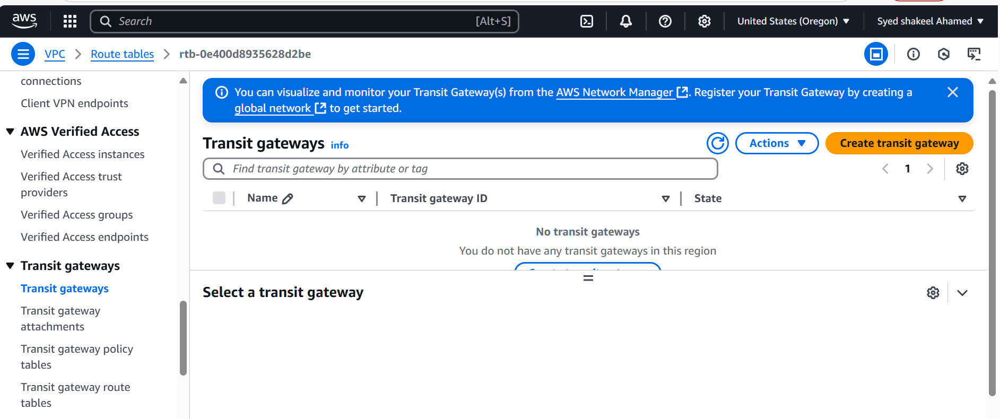 aws
Search
[Alt+S]
United States (Oregon)
Syed shakeel Ahamed
VPC
Route tables
rtb-0e400d8935628d2be
connections
Client VPN endpoints
AWS Verified Access
Verified Access instances
Verified Access trust
providers
Verified Access groups
Verified Access endpoints
Transit gateways
Transit gateways
Transit gateway
attachments
Transit gateway policy
tables
Transit gateway route
tables
You can visualize and monitor your Transit Gateway(s) from the AWS Network Manager. Register your Transit Gateway by creating a
global network to get started.
Transit gateways info
Actions
Create transit gateway
Find transit gateway by attribute or tag
1
Name
Transit gateway ID
State
No transit gateways
You do not have any transit gateways in this region
Select a transit gateway